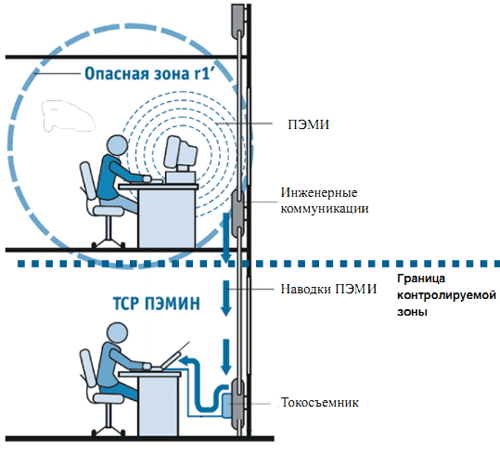 Опасная зона r1′
ПЭМИ
Инженерные
коммуникации
Граница
контролируемой
зоны
Наводки ПЭМИ
ТСР ПЭМИН
Токосъемник